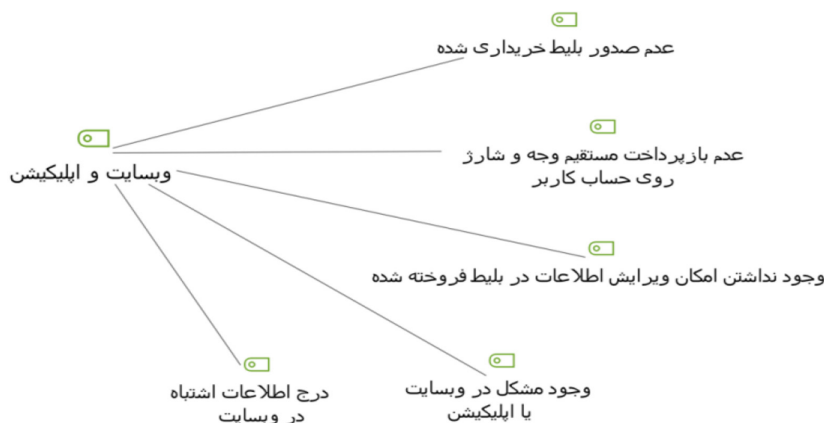 عدم صدور بلیط خریداری شده
عدم بازپرداخت مستقیم وجه و شارژ
روی حساب کاربر
وبسایت و اپلیکیشن
وجود نداشتن امکان ویرایش اطلاعات در بلیط فروخته شده
وجود مشکل در وبسایت
یا اپلیکیشن
درج اطلاعات اشتباه
در وبسایت